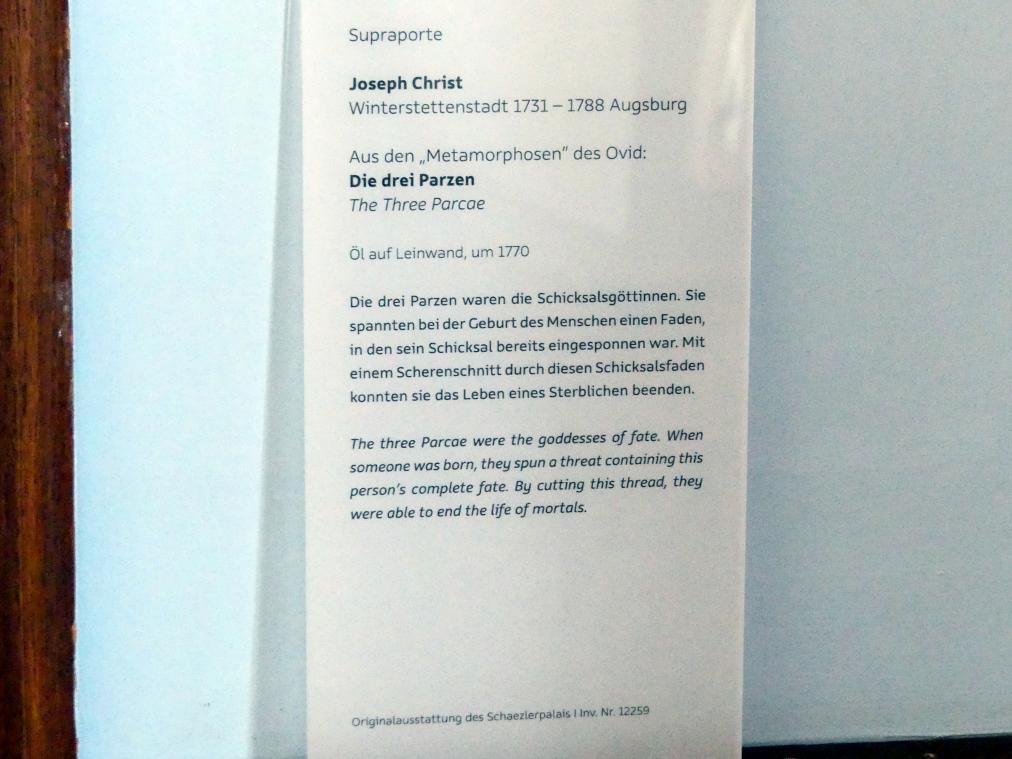 Supraporte
Joseph Christ
Winterstettenstadt 1731 – 1788 Augsburg
Aus den „Metamorphosen“ des Ovid:
Die drei Parzen
The Three Parcae
Öl auf Leinwand, um 1770
Die drei Parzen waren die Schicksalsgöttinnen. Sie
spannten bei der Geburt des Menschen einen Faden,
in den sein Schicksal bereits eingesponnen war. Mit
einem Scherenschnitt durch diesen Schicksalsfaden
konnten sie das Leben eines Sterblichen beenden.
The three Parcae were the goddesses of fate. When
someone was born, they spun a threat containing this
person's complete fate. By cutting this thread, they
were able to end the life of mortals.
Originalausstattung des Schaezlerpalais I Inv. Nr. 12259